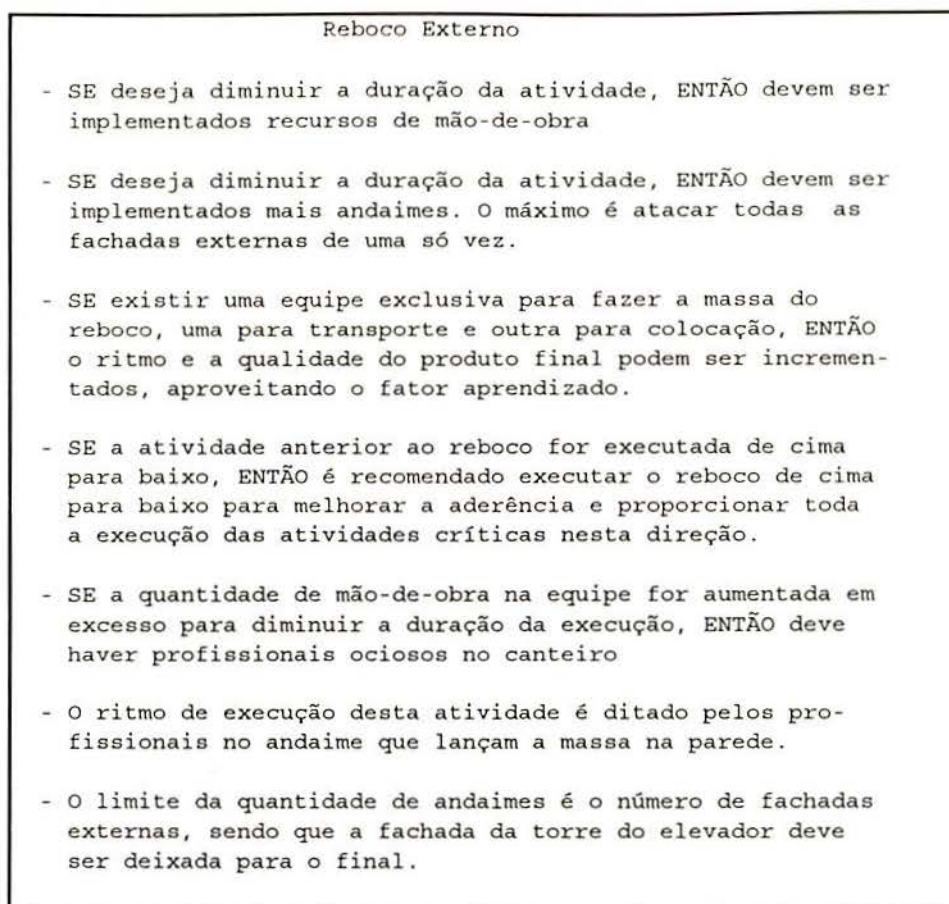 Reboco Externo
- SE deseja diminuir a duração da atividade, ENTÃO devem ser
implementados recursos de mão-de-obra
- SE deseja diminuir a duração da atividade, ENTÃO devem ser
implementados mais andaimes. O máximo é atacar todas as
fachadas externas de uma só vez.
- SE existir uma equipe exclusiva para fazer a massa do
reboco, uma para transporte e outra para colocação, ENTÃO
o ritmo e a qualidade do produto final podem ser incremen-
tados, aproveitando o fator aprendizado.
- SE a atividade anterior ao reboco for executada de cima
para baixo, ENTÃO é recomendado executar o reboco de cima
para baixo para melhorar a aderência e proporcionar toda
a execução das atividades críticas nesta direção.
- SE a quantidade de mão-de-obra na equipe for aumentada em
excesso para diminuir a duração da execução, ENTÃO deve
haver profissionais ociosos no canteiro
- O ritmo de execução desta atividade é ditado pelos pro-
fissionais no andaime que lançam a massa na parede.
- O limite da quantidade de andaimes é o número de fachadas
externas, sendo que a fachada da torre do elevador deve
ser deixada para o final.